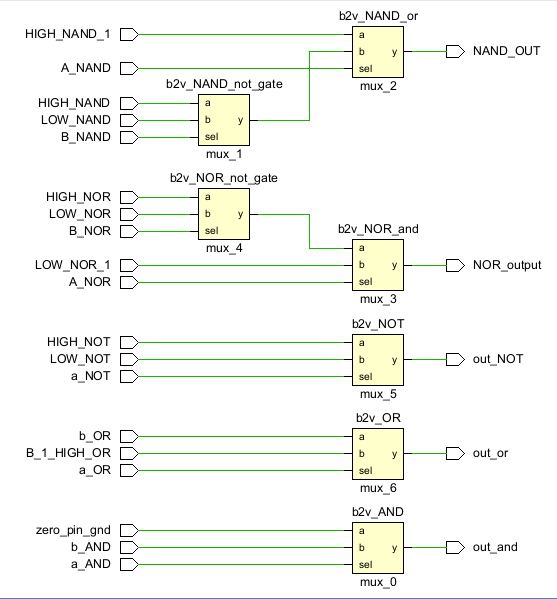 b2v_NAND_or
HIGH_NAND_1 a
b y NAND_OUT
A_NAND sel
mux_2
b2v_NAND_not_gate
HIGH_NAND a
LOW_NAND b y
B_NAND sel
mux_1
b2v_NOR_not_gate
HIGH_NOR a
LOW_NOR b y
B_NOR sel
mux_4
b2v_NOR_and
a
LOW_NOR_1 b y NOR_output
A_NOR sel
mux_3
b2v_NOT
HIGH_NOT a
LOW_NOT b y out_NOT
a_NOT sel
mux_5
b2v_OR
b_OR a
B_1_HIGH_OR b y out_or
a_OR sel
mux_6
b2v_AND
zero_pin_gnd a
b_AND b y out_and
a_AND sel
mux_0